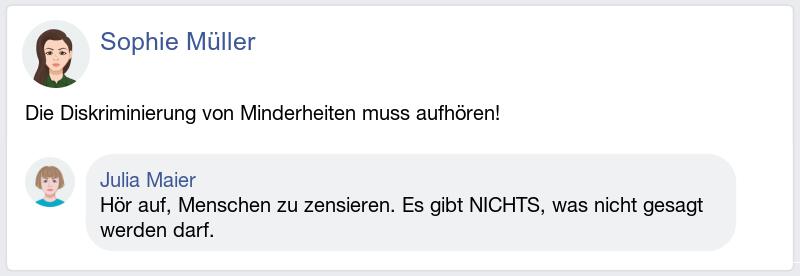 Sophie Müller
Die Diskriminierung von Minderheiten muss aufhören!
Julia Maier
Hör auf, Menschen zu zensieren. Es gibt NICHTS, was nicht gesagt
werden darf.